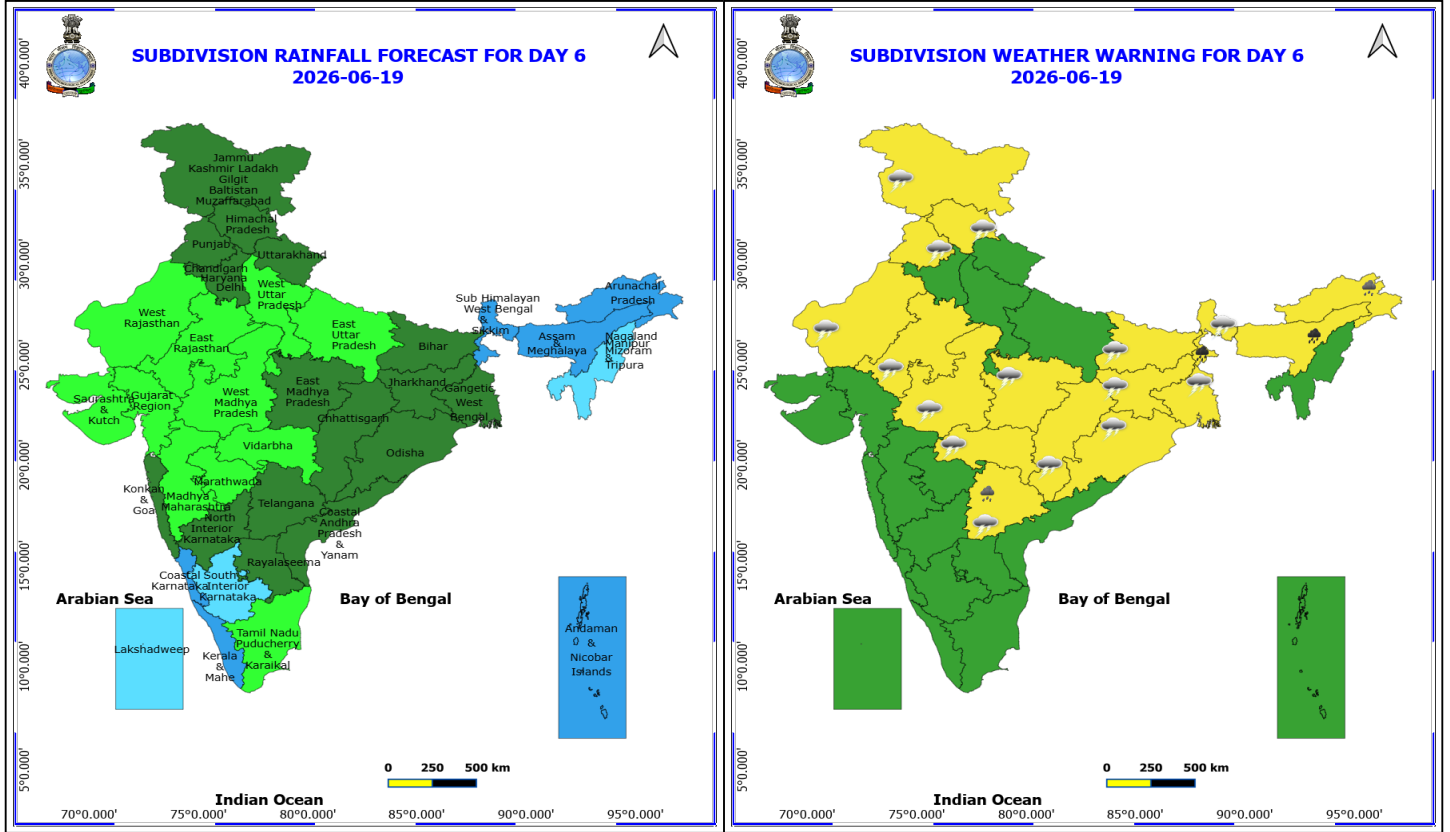 SUBDIVISION RAINFALL FORECAST FOR DAY 6
2026-06-19
40°0.000'
35°0.000'
30°0.000'
25°0.000'
20°0.000'
15°0.000'
10°0.000'
5°0.000'
Jammu
Kashmir Ladakh
Gilgit
Baltistan
Muzaffarabad
Himachal
Pradesh
Punjab
Uttarakhand
Chandigarh
Haryana
Delhi
West
Uttar
Pradesh
West
Rajasthan
East
Rajasthan
East
Uttar
Pradesh
Bihar
Sub Himalayan
West Bengal
&
Sikkim
Arunachal
Pradesh
Assam
&
Meghalaya
Nagaland
Manipur
Mizoram
&
Tripura
Saurashtra
&
Kutch
Gujarat
Region
West
Madhya
Pradesh
East
Madhya
Pradesh
Jharkhand
Gangetic
West
Bengal
Chhattisgarh
Odisha
Vidarbha
Marathwada
Madhya
Maharashtra
Konkan
&
Goa
Telangana
North
Interior
Karnataka
Coastal
Andhra
Pradesh
&
Yanam
Rayalaseema
Coastal
Karnataka
South
Interior
Karnataka
Tamil Nadu
Puducherry
&
Karaikal
Kerala
&
Mahe
Arabian Sea
Lakshadweep
Bay of Bengal
Andaman
&
Nicobar
Islands
0 250 500 km
Indian Ocean
70°0.000' 75°0.000' 80°0.000' 85°0.000' 90°0.000' 95°0.000'
SUBDIVISION WEATHER WARNING FOR DAY 6
2026-06-19
40°0.000'
35°0.000'
30°0.000'
25°0.000'
20°0.000'
15°0.000'
10°0.000'
5°0.000'
Arabian Sea
Bay of Bengal
0 250 500 km
Indian Ocean
70°0.000' 75°0.000' 80°0.000' 85°0.000' 90°0.000' 95°0.000'